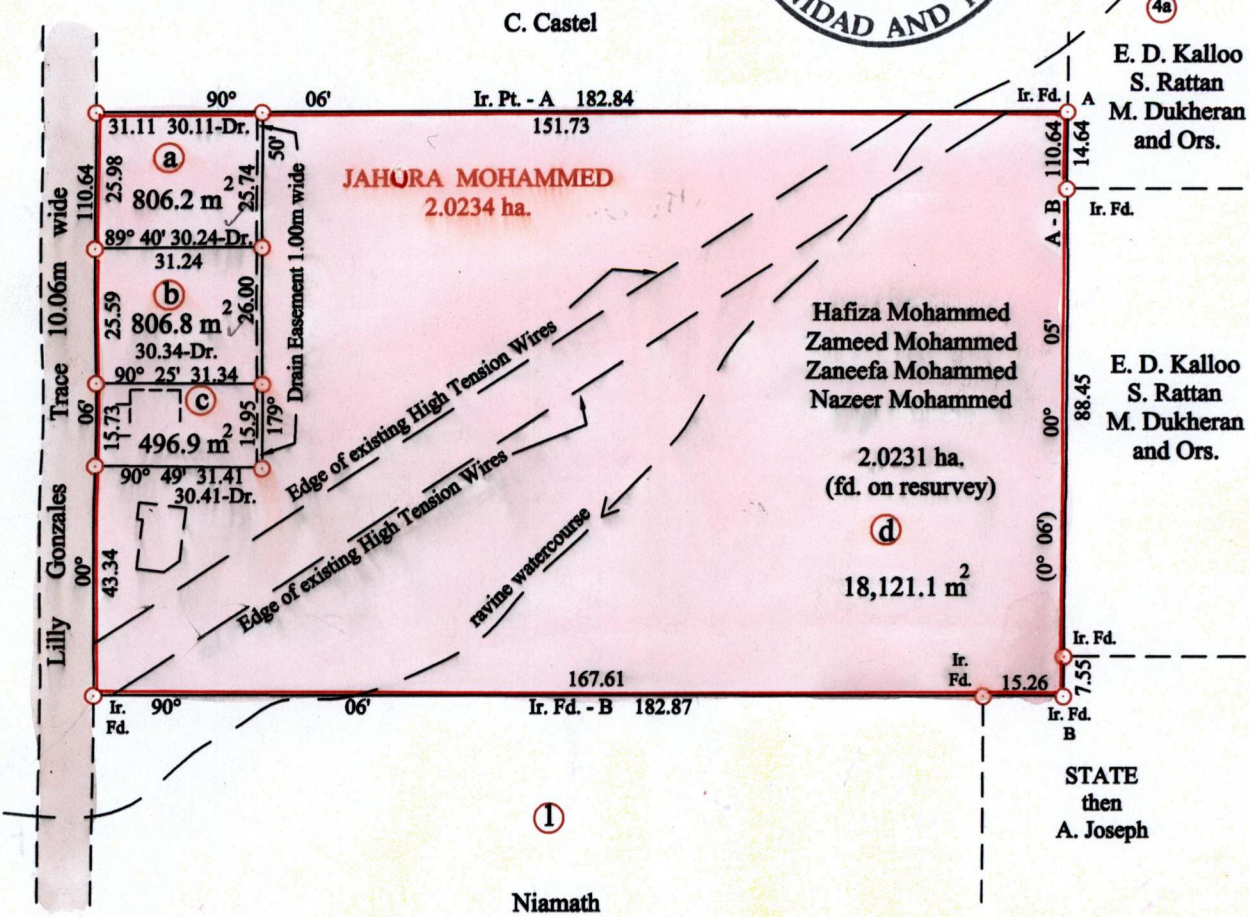 C. Castel
IDAD AND
4a
E. D. Kalloo
S. Rattan
M. Dukheran
and Ors.
90° 06' Ir. Pt. - A 182.84
Ir. Fd. A
31.11 30.11-Dr.
151.73
a
806.2 m²
25.98
25.74
50'
110.64
89° 40' 30.24-Dr.
31.24
b
806.8 m²
25.59
26.00
30.34-Dr.
90° 25' 31.34
c
496.9 m²
15.73
15.95
179°
90° 49' 31.41
30.41-Dr.
Drain Easement 1.00m wide
JAHURA MOHAMMED
2.0234 ha.
Lilly Gonzales Trace 10.06m wide
00° 06'
43.34
Edge of existing High Tension Wires
Edge of existing High Tension Wires
ravine watercourse
Hafiza Mohammed
Zameed Mohammed
Zaneefa Mohammed
Nazeer Mohammed
2.0231 ha.
(fd. on resurvey)
d
18,121.1 m²
110.64
14.64
A - B
Ir. Fd.
00° 05'
88.45
(0° 06')
E. D. Kalloo
S. Rattan
M. Dukheran
and Ors.
Ir. Fd.
7.55
Ir.
Fd.
15.26
167.61
Ir.
Fd.
90° 06' Ir. Fd. - B 182.87
Ir. Fd.
B
STATE
then
A. Joseph
1
Niamath